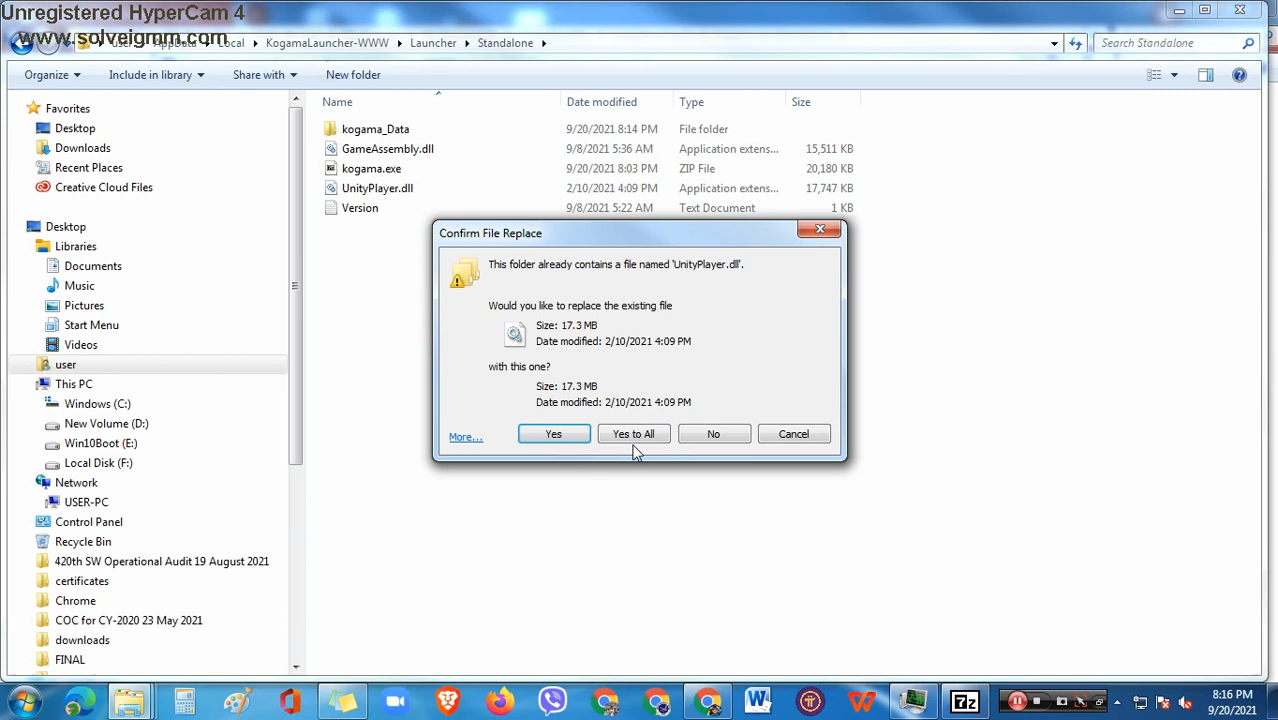 Unregistered HyperCam 4
www.solveigmm.com
AppData Local KogamaLauncher-WWW Launcher Standalone
Search Standalone
Organize Include in library Share with New folder
Name Date modified Type Size
kogama_Data 9/20/2021 8:14 PM File folder
GameAssembly.dll 9/8/2021 5:36 AM Application extens... 15,511 KB
kogama.exe 9/20/2021 8:03 PM ZIP File 20,180 KB
UnityPlayer.dll 2/10/2021 4:09 PM Application extens... 17,747 KB
Version 9/8/2021 5:22 AM Text Document 1 KB
Favorites
Desktop
Downloads
Recent Places
Creative Cloud Files
Desktop
Libraries
Documents
Music
Pictures
Start Menu
Videos
user
This PC
Windows (C:)
New Volume (D:)
Win10Boot (E:)
Local Disk (F:)
Network
USER-PC
Control Panel
Recycle Bin
420th SW Operational Audit 19 August 2021
certificates
Chrome
COC for CY-2020 23 May 2021
downloads
FINAL
Confirm File Replace
This folder already contains a file named 'UnityPlayer.dll'.
Would you like to replace the existing file
Size: 17.3 MB
Date modified: 2/10/2021 4:09 PM
with this one?
Size: 17.3 MB
Date modified: 2/10/2021 4:09 PM
More... Yes Yes to All No Cancel
7z
8:16 PM
9/20/2021